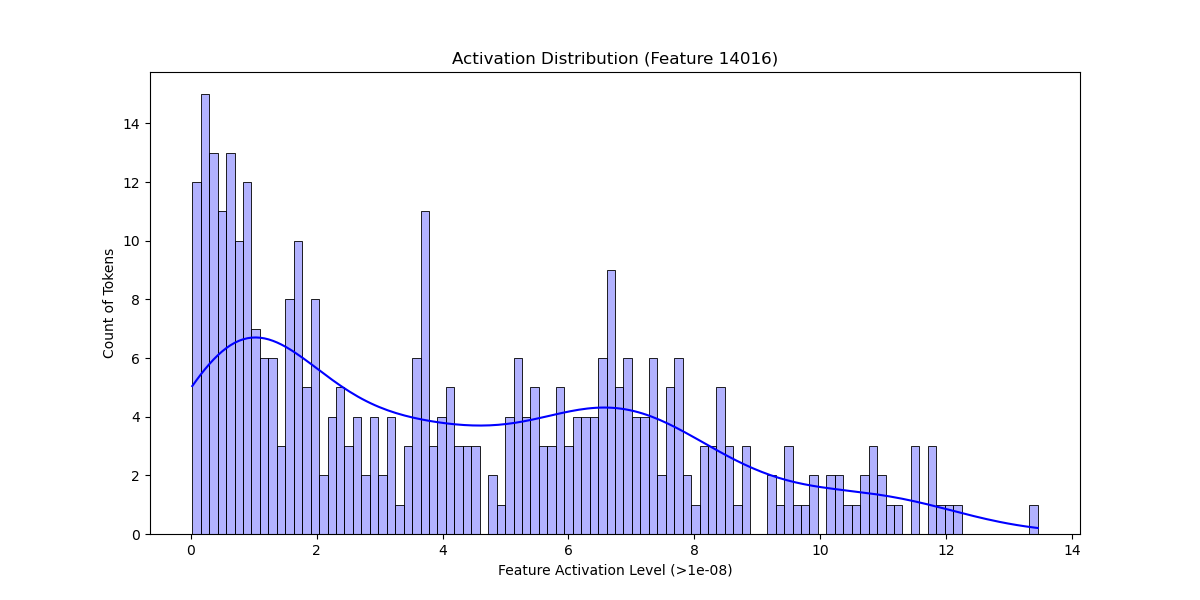 Activation Distribution (Feature 14016)
Count of Tokens
14
12
10
8
6
4
2
0
0 2 4 6 8 10 12 14
Feature Activation Level (>1e-08)